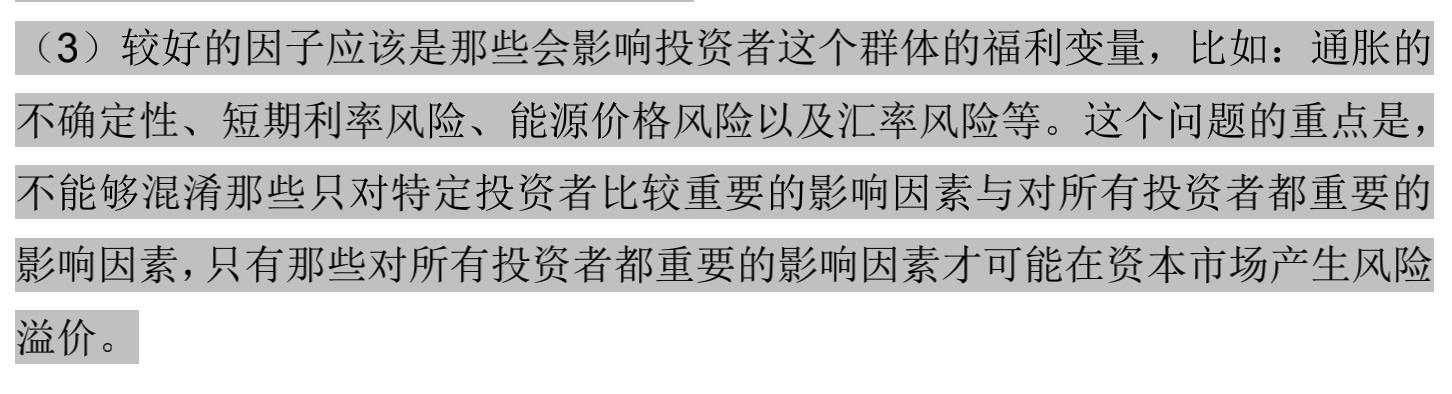 （3）较好的因子应该是那些会影响投资者这个群体的福利变量，比如：通胀的
不确定性、短期利率风险、能源价格风险以及汇率风险等。这个问题的重点是，
不能够混淆那些只对特定投资者比较重要的影响因素与对所有投资者都重要的
影响因素，只有那些对所有投资者都重要的影响因素才可能在资本市场产生风险
溢价。